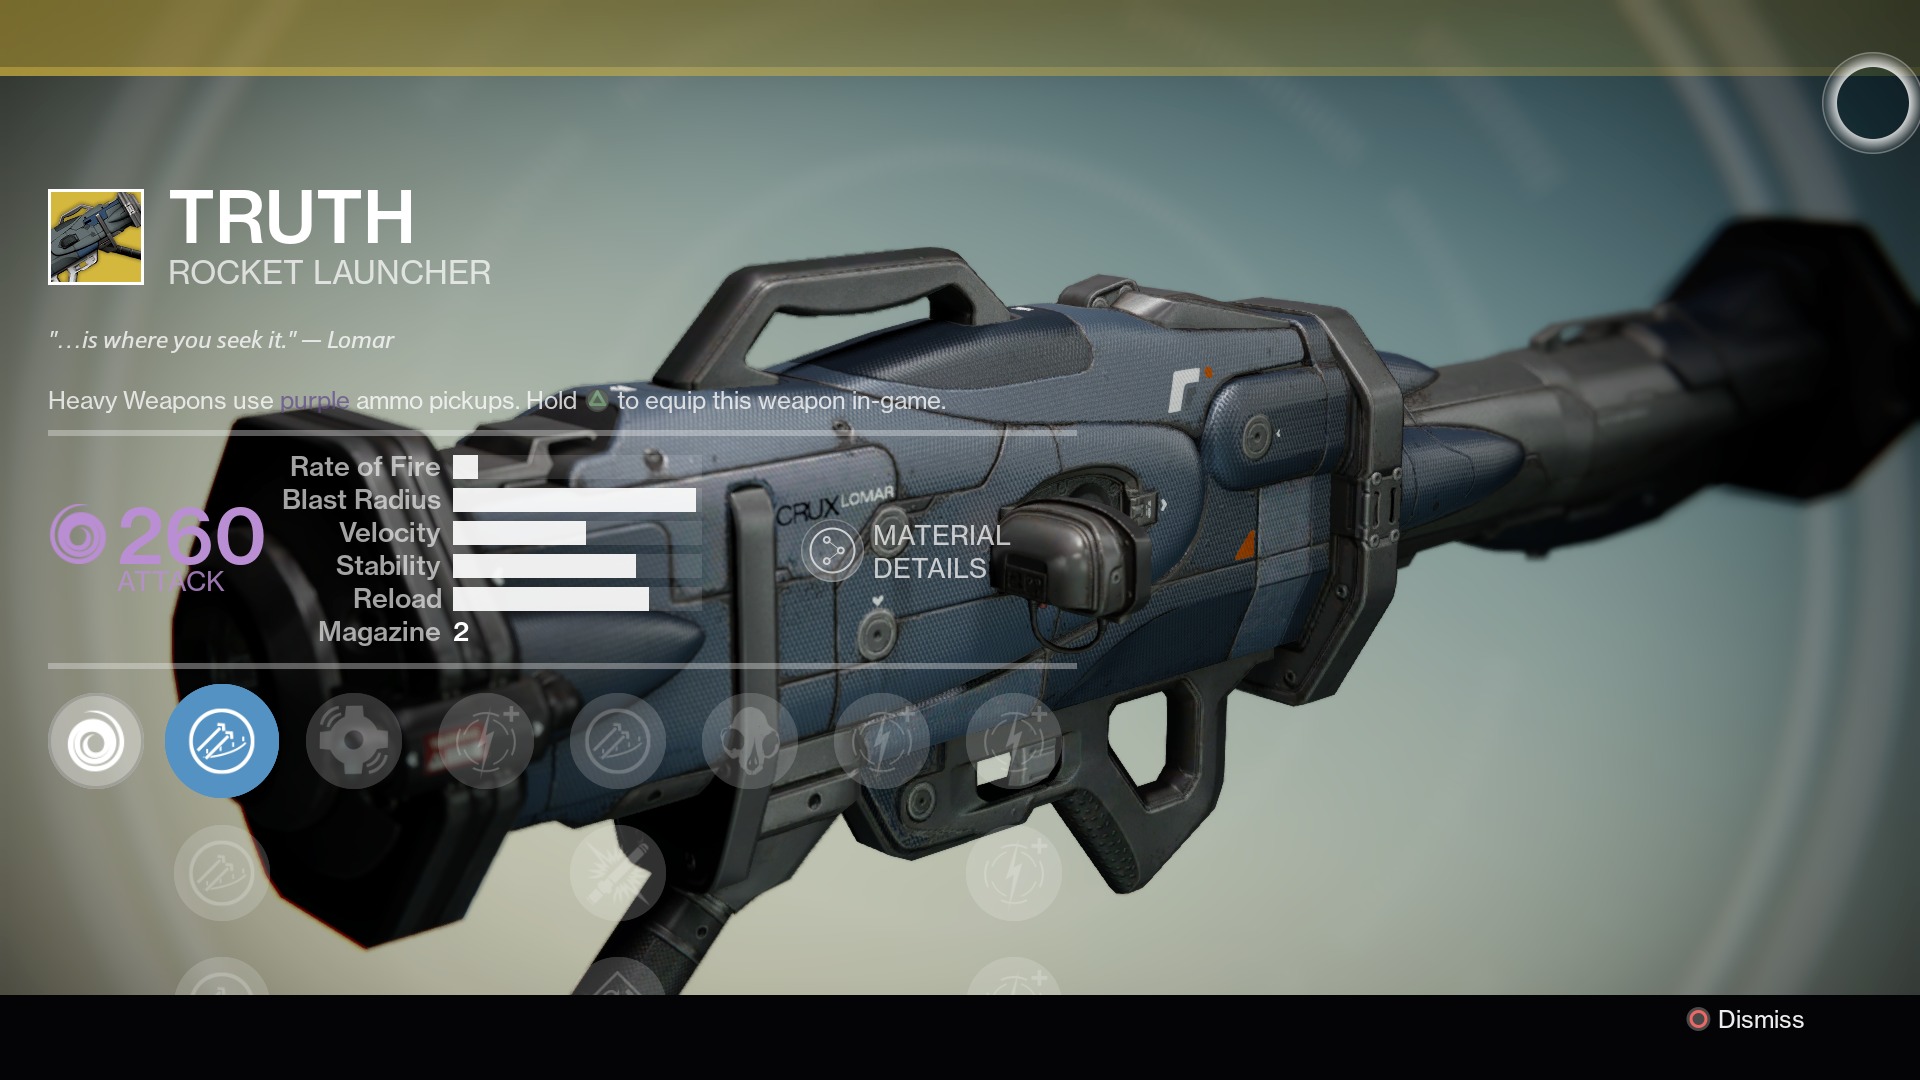 TRUTH
ROCKET LAUNCHER
"…is where you seek it." — Lomar
Heavy Weapons use purple ammo pickups. Hold to equip this weapon in-game.
260
ATTACK
Rate of Fire
Blast Radius
Velocity
Stability
Reload
Magazine 2
CRUX LOMAR
MATERIAL
DETAILS
Dismiss